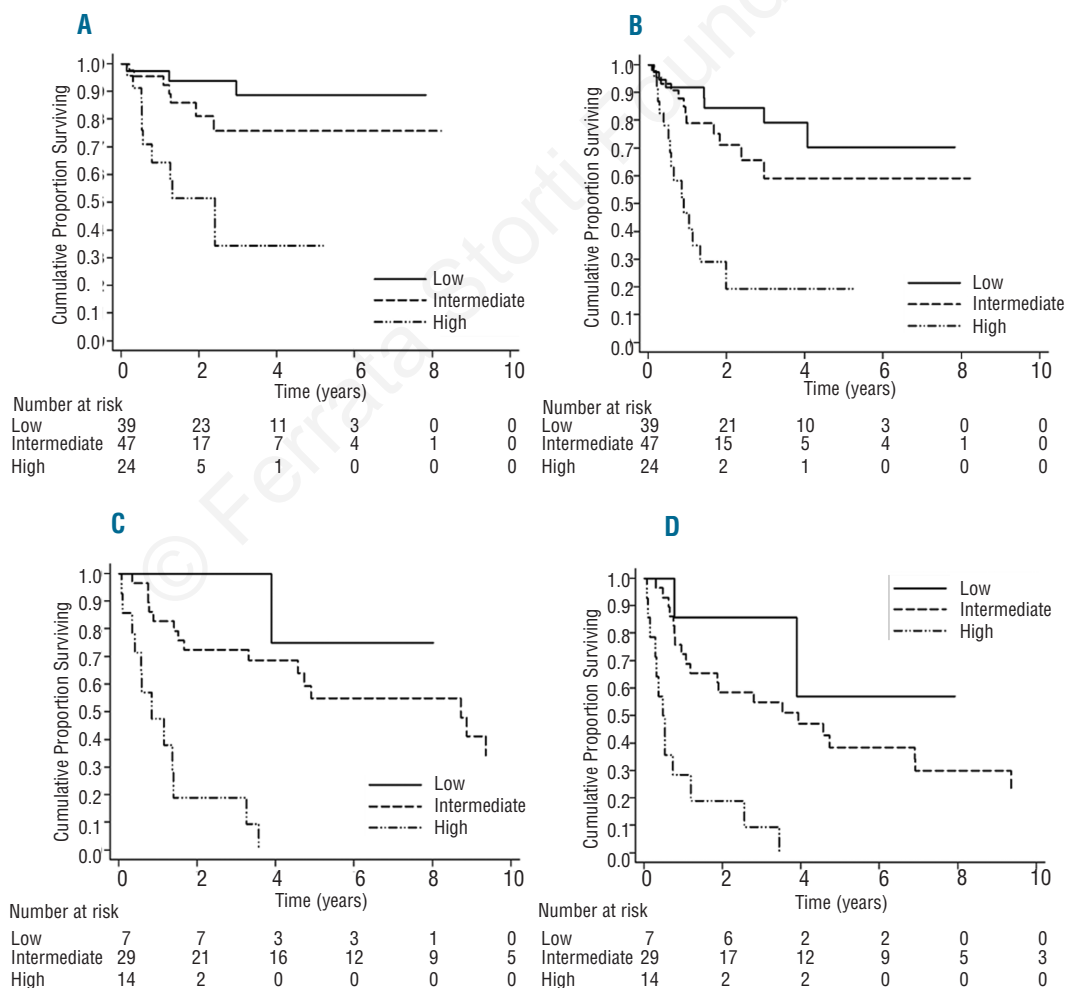 A
Cumulative Proportion Surviving
1.0
0.9
0.8
0.7
0.6
0.5
0.4
0.3
0.
0.1
0.0
Low
Intermediate
High
0 2 4 6 8 10
Time (years)
Number at risk
Low 39 23 11 3 0 0
Intermediate 47 17 7 4 1 0
High 24 5 1 0 0 0
B
Cumulative Proportion Surviving
1.0
0.9
0.8
0.7
0.6
0.5
0.4
0.3
0.2
0.1
0.0
Low
Intermediate
High
0 2 4 6 8 10
Time (years)
Number at risk
Low 39 21 10 3 0 0
Intermediate 47 15 5 4 1 0
High 24 2 1 0 0 0
C
Cumulative Proportion Surviving
1.0
0.9
0.8
0.7
0.6
0.5
0.4
0.3
0.2
0.1
0.0
Low
Intermediate
High
0 2 4 6 8 10
Time (years)
Number at risk
Low 7 7 3 3 1 0
Intermediate 29 21 16 12 9 5
High 14 2 0 0 0 0
D
Cumulative Proportion Surviving
1.0
0.9
0.8
0.7
0.6
0.5
0.4
0.3
0.2
0.1
0.0
Low
Intermediate
High
0 2 4 6 8 10
Time (years)
Number at risk
Low 7 6 2 2 0 0
Intermediate 29 17 12 9 5 3
High 14 2 2 0 0 0
© Ferrata Storti